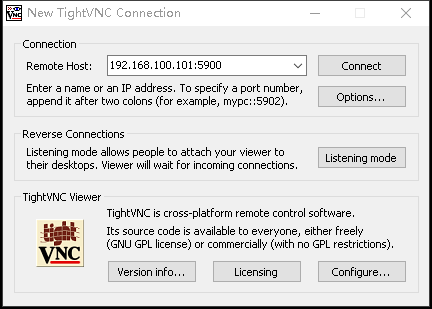 New TightVNC Connection
Connection
Remote Host:
192.168.100.101:5900
Connect
Enter a name or an IP address. To specify a port number,
append it after two colons (for example, mypc::5902).
Options...
Reverse Connections
Listening mode allows people to attach your viewer to
their desktops. Viewer will wait for incoming connections.
Listening mode
TightVNC Viewer
TightVNC is cross-platform remote control software.
Its source code is available to everyone, either freely
(GNU GPL license) or commercially (with no GPL restrictions).
tight
VNC
Version info...
Licensing
Configure...